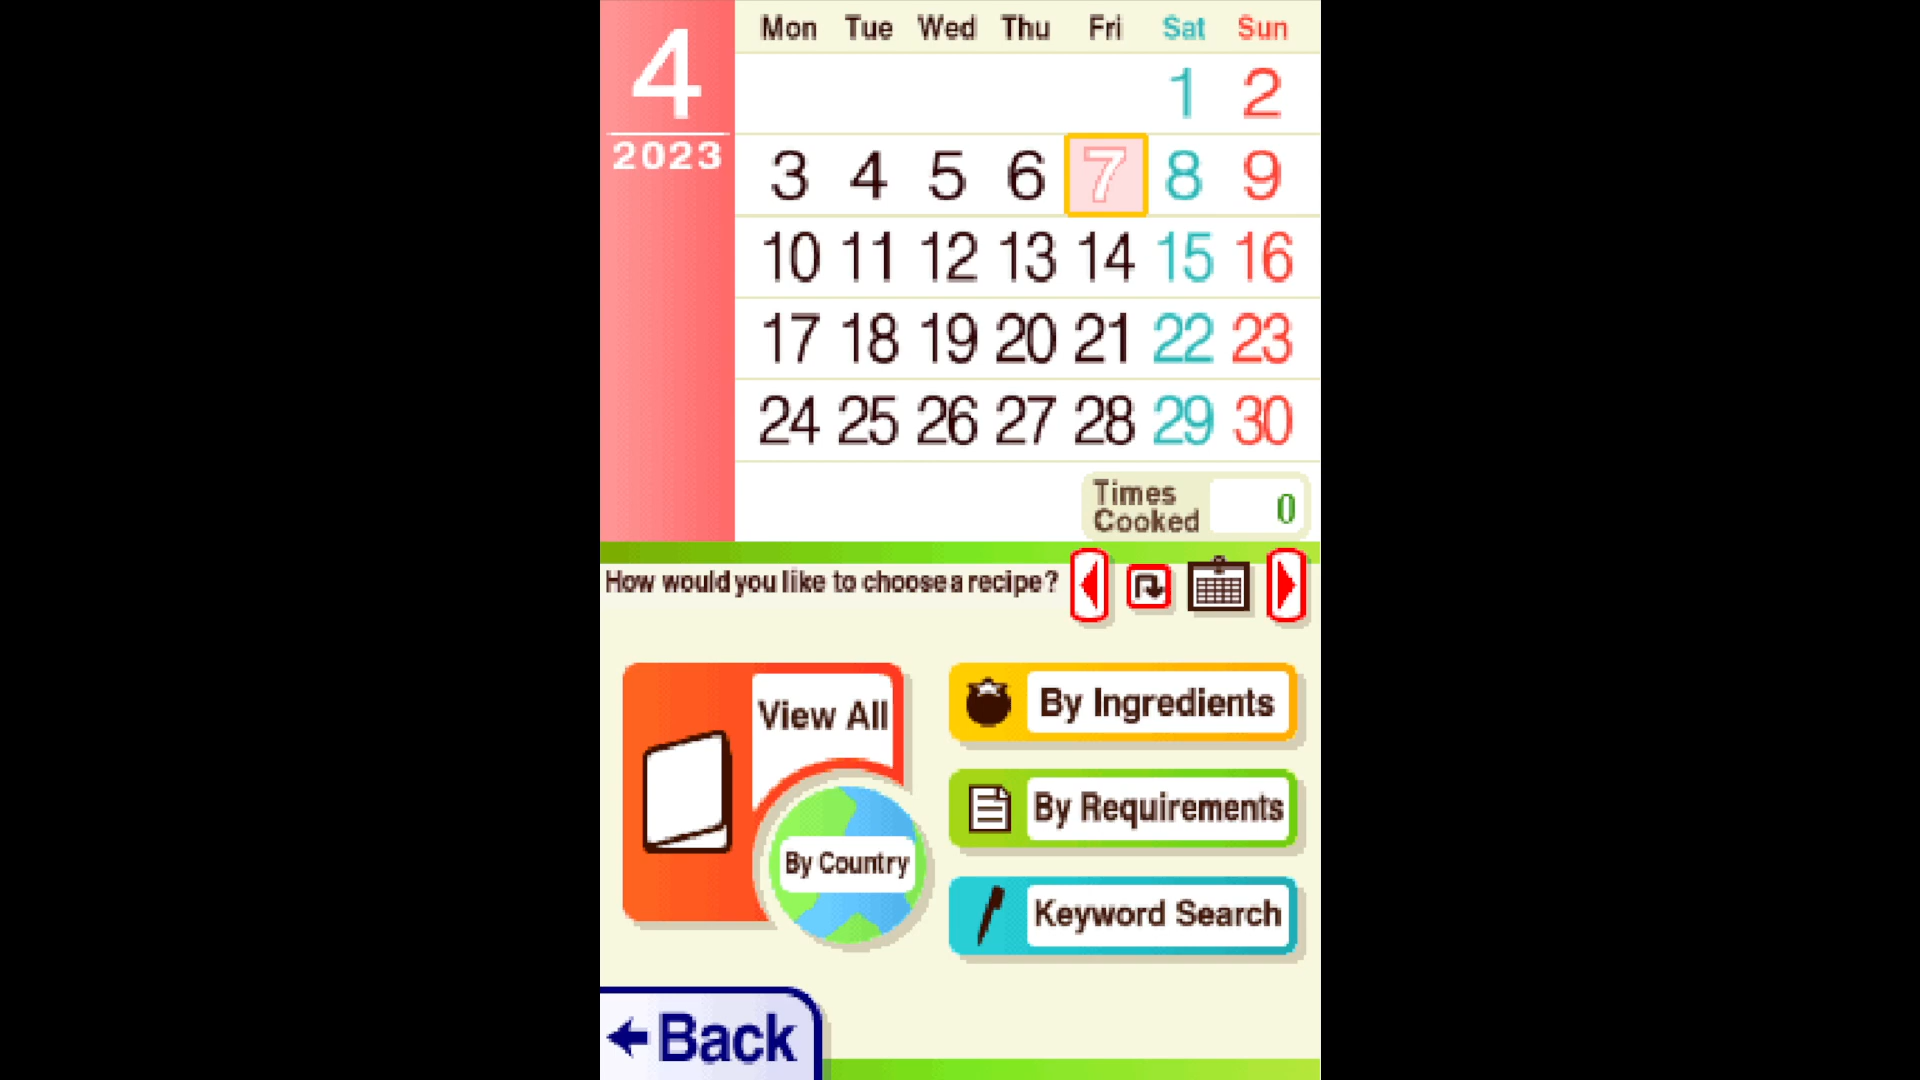 4
2023
Mon Tue Wed Thu Fri Sat Sun
1 2
3 4 5 6 7 8 9
10 11 12 13 14 15 16
17 18 19 20 21 22 23
24 25 26 27 28 29 30
Times
Cooked 0
How would you like to choose a recipe?
View All
By Country
By Ingredients
By Requirements
Keyword Search
Back